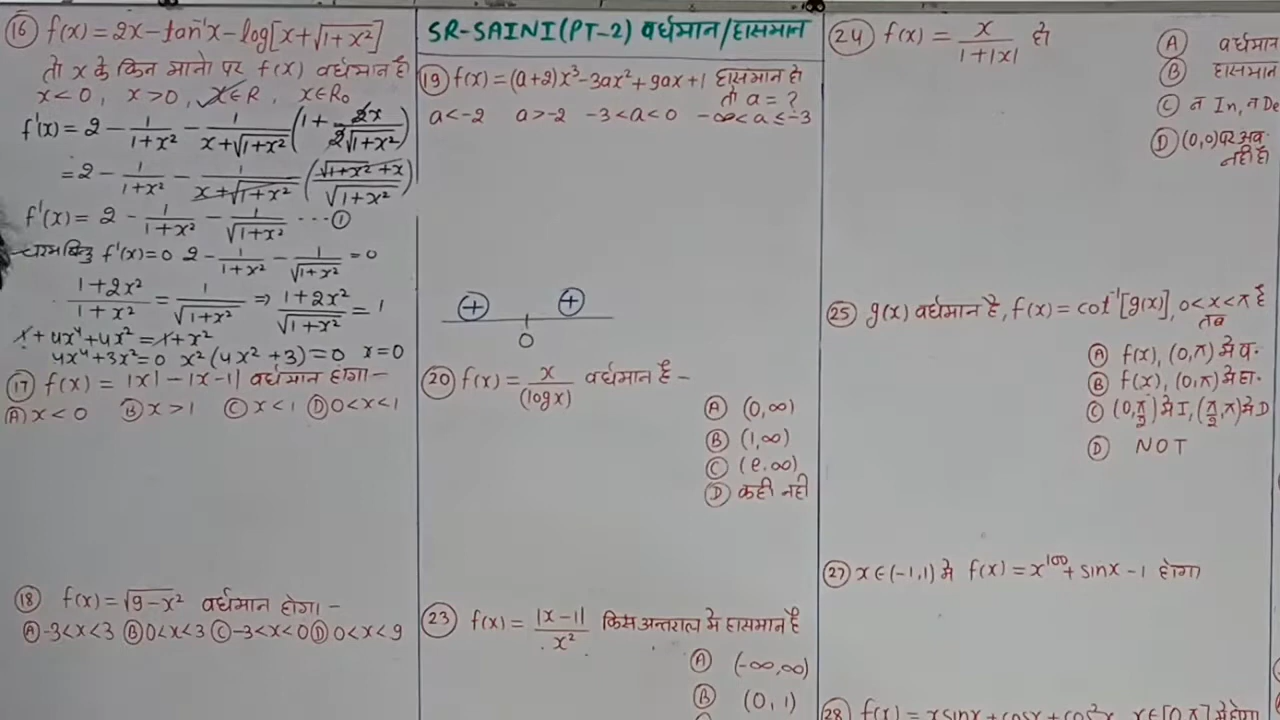 16 f(x) = 2x - tan⁻¹x - log[x+√1+x²]
तो x के किन मानो पर f(x) वर्धमान है
x<0, x>0, x∈R, x∈R₀
f'(x) = 2 - 1/1+x² - 1/x+√1+x² (1 + 2x/2√1+x²)
= 2 - 1/1+x² - 1/x+√1+x² (√1+x² + x/√1+x²)
f'(x) = 2 - 1/1+x² - 1/√1+x² ---①
चरमबिन्दु f'(x)=0 2 - 1/1+x² - 1/√1+x² = 0
1+2x²/1+x² = 1/√1+x² ⇒ 1+2x²/√1+x² = 1
1+4x⁴+4x² = 1+x²
4x⁴+3x²=0 x²(4x²+3)=0 x=0
17 f(x) = |x| - |x-1| वर्धमान होगा-
A x<0 B x>1 C x<1 D 0<x<1
18 f(x) = √9-x² वर्धमान होगा-
A -3<x<3 B 0<x<3 C -3<x<0 D 0<x<9
SR-SAINI(PT-2) वर्धमान/ह्रासमान
19 f(x) = (a+2)x³-3ax²+9ax+1 ह्रासमान हो
तो a = ?
a<-2 a>-2 -3<a<0 -∞<a≤-3
+ +
0
20 f(x) = x/(logx) वर्धमान है-
A (0,∞)
B (1,∞)
C (e.∞)
D कही नही
23 f(x) = |x-1|/x² किस अन्तराल मे ह्रासमान है
A (-∞,∞)
B (0,1)
24 f(x) = x/1+|x| हो
A वर्धमान
B ह्रासमान
C न In, न De
D (0,0) पर अव.
नही है
25 g(x) वर्धमान है, f(x) = cot⁻¹[g(x)], 0<x<π है
तब
A f(x), (0,π) मे व.
B f(x), (0,π) मे ह्रा.
C (0,π/2) मे I, (π/2,π) मे D
D NOT
27 x∈(-1,1) मे f(x) = x¹⁰⁰+sinx-1 होगा
28 f(x) = xsinx+cosx+cos²x, x∈[0,π] मे होगा